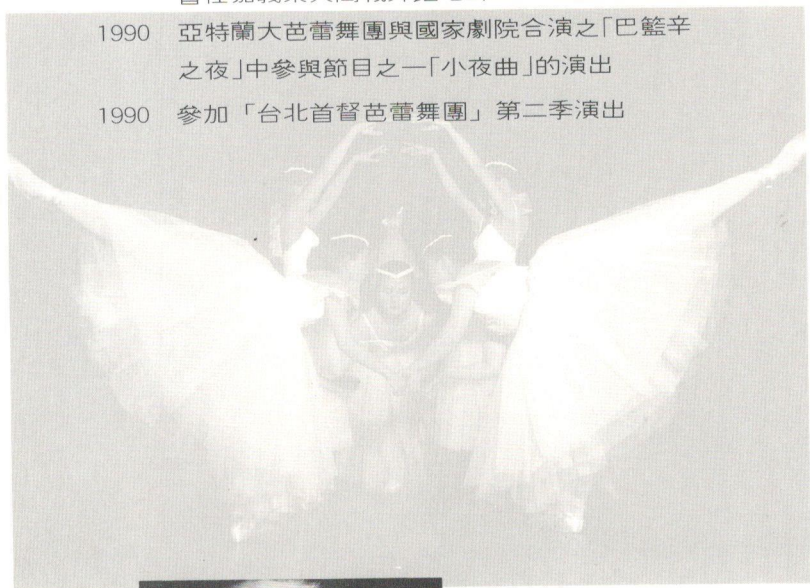 1990 亞特蘭大芭蕾舞團與國家劇院合演之「巴籃辛
之夜」中參與節目之一「小夜曲」的演出
1990 參加「台北首督芭蕾舞團」第二季演出